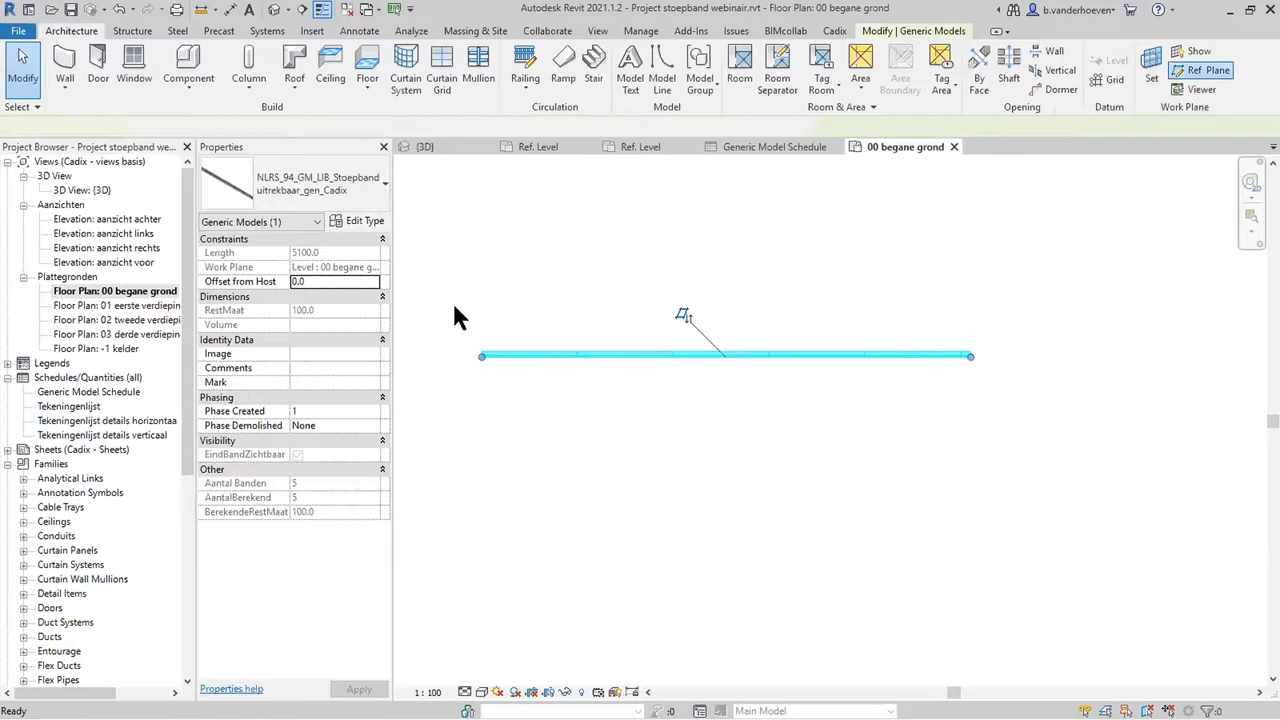 Autodesk Revit 2021.1.2 - Project stoepband webinair.rvt - Floor Plan: 00 begane grond
b.vanderhoeven
File Architecture Structure Steel Precast Systems Insert Annotate Analyze Massing & Site Collaborate View Manage Add-Ins Issues BIMcollab Cadix Modify | Generic Models
Modify Wall Door Window Component Column Roof Ceiling Floor Curtain System Curtain Grid Mullion Railing Ramp Stair Model Text Model Line Model Group Room Room Separator Tag Room Area Area Boundary Tag Area By Face Shaft Wall Vertical Dormer Level Grid Set Show Ref Plane Viewer
Select Build Circulation Model Room & Area Opening Datum Work Plane
Project Browser - Project stoepband we...
Views (Cadix - views basis)
3D View
3D View: {3D}
Aanzichten
Elevation: aanzicht achter
Elevation: aanzicht links
Elevation: aanzicht rechts
Elevation: aanzicht voor
Plattegronden
Floor Plan: 00 begane grond
Floor Plan: 01 eerste verdiepin
Floor Plan: 02 tweede verdiepi
Floor Plan: 03 derde verdiepin
Floor Plan: -1 kelder
Legends
Schedules/Quantities (all)
Generic Model Schedule
Tekeningenlijst
Tekeningenlijst details horizontaa
Tekeningenlijst details verticaal
Sheets (Cadix - Sheets)
Families
Analytical Links
Annotation Symbols
Cable Trays
Ceilings
Conduits
Curtain Panels
Curtain Systems
Curtain Wall Mullions
Detail Items
Doors
Duct Systems
Ducts
Entourage
Flex Ducts
Flex Pipes
Properties
NLRS_94_GM_LIB_Stoepband
uitrekbaar_gen_Cadix
Generic Models (1) Edit Type
Constraints
Length 5100.0
Work Plane Level : 00 begane g...
Offset from Host 0.0
Dimensions
RestMaat 100.0
Volume
Identity Data
Image
Comments
Mark
Phasing
Phase Created 1
Phase Demolished None
Visibility
EindBandZichtbaar
Other
Aantal Banden 5
AantalBerekend 5
BerekendeRestMaat 100.0
Properties help Apply
{3D} Ref. Level Ref. Level Generic Model Schedule 00 begane grond
1 : 100
Ready :0 Main Model :0